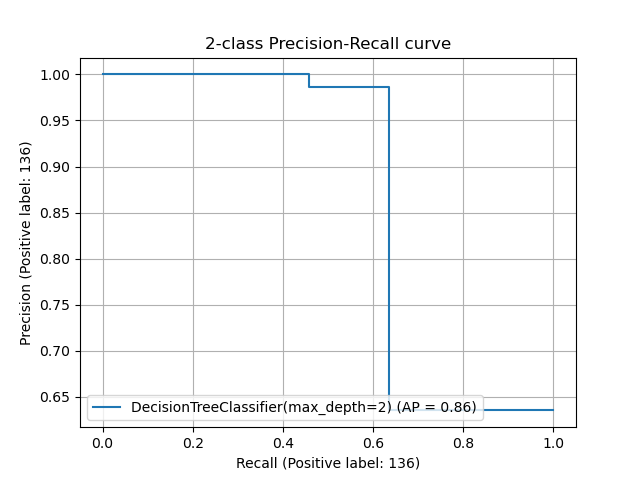 2-class Precision-Recall curve
1.00
0.95
0.90
0.85
0.80
0.75
0.70
0.65
Precision (Positive label: 136)
DecisionTreeClassifier(max_depth=2) (AP = 0.86)
0.0 0.2 0.4 0.6 0.8 1.0
Recall (Positive label: 136)